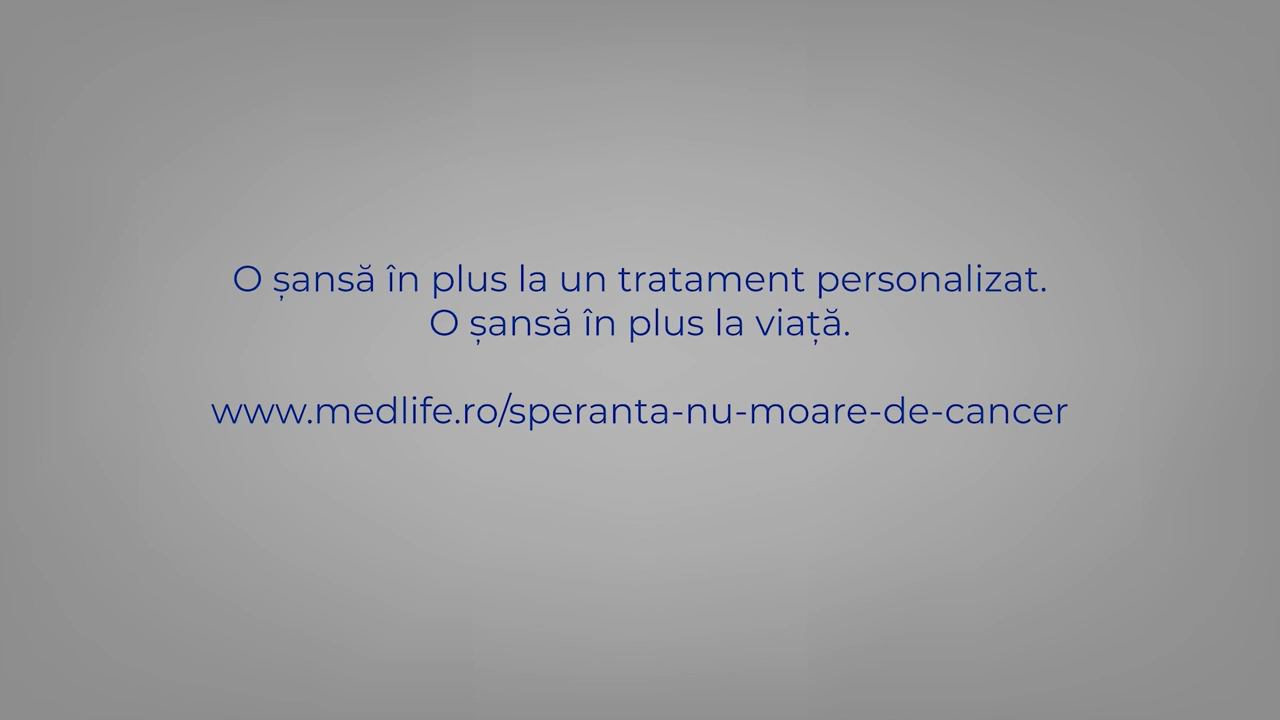 O șansă în plus la un tratament personalizat.
O șansă în plus la viață.
www.medlife.ro/speranta-nu-moare-de-cancer